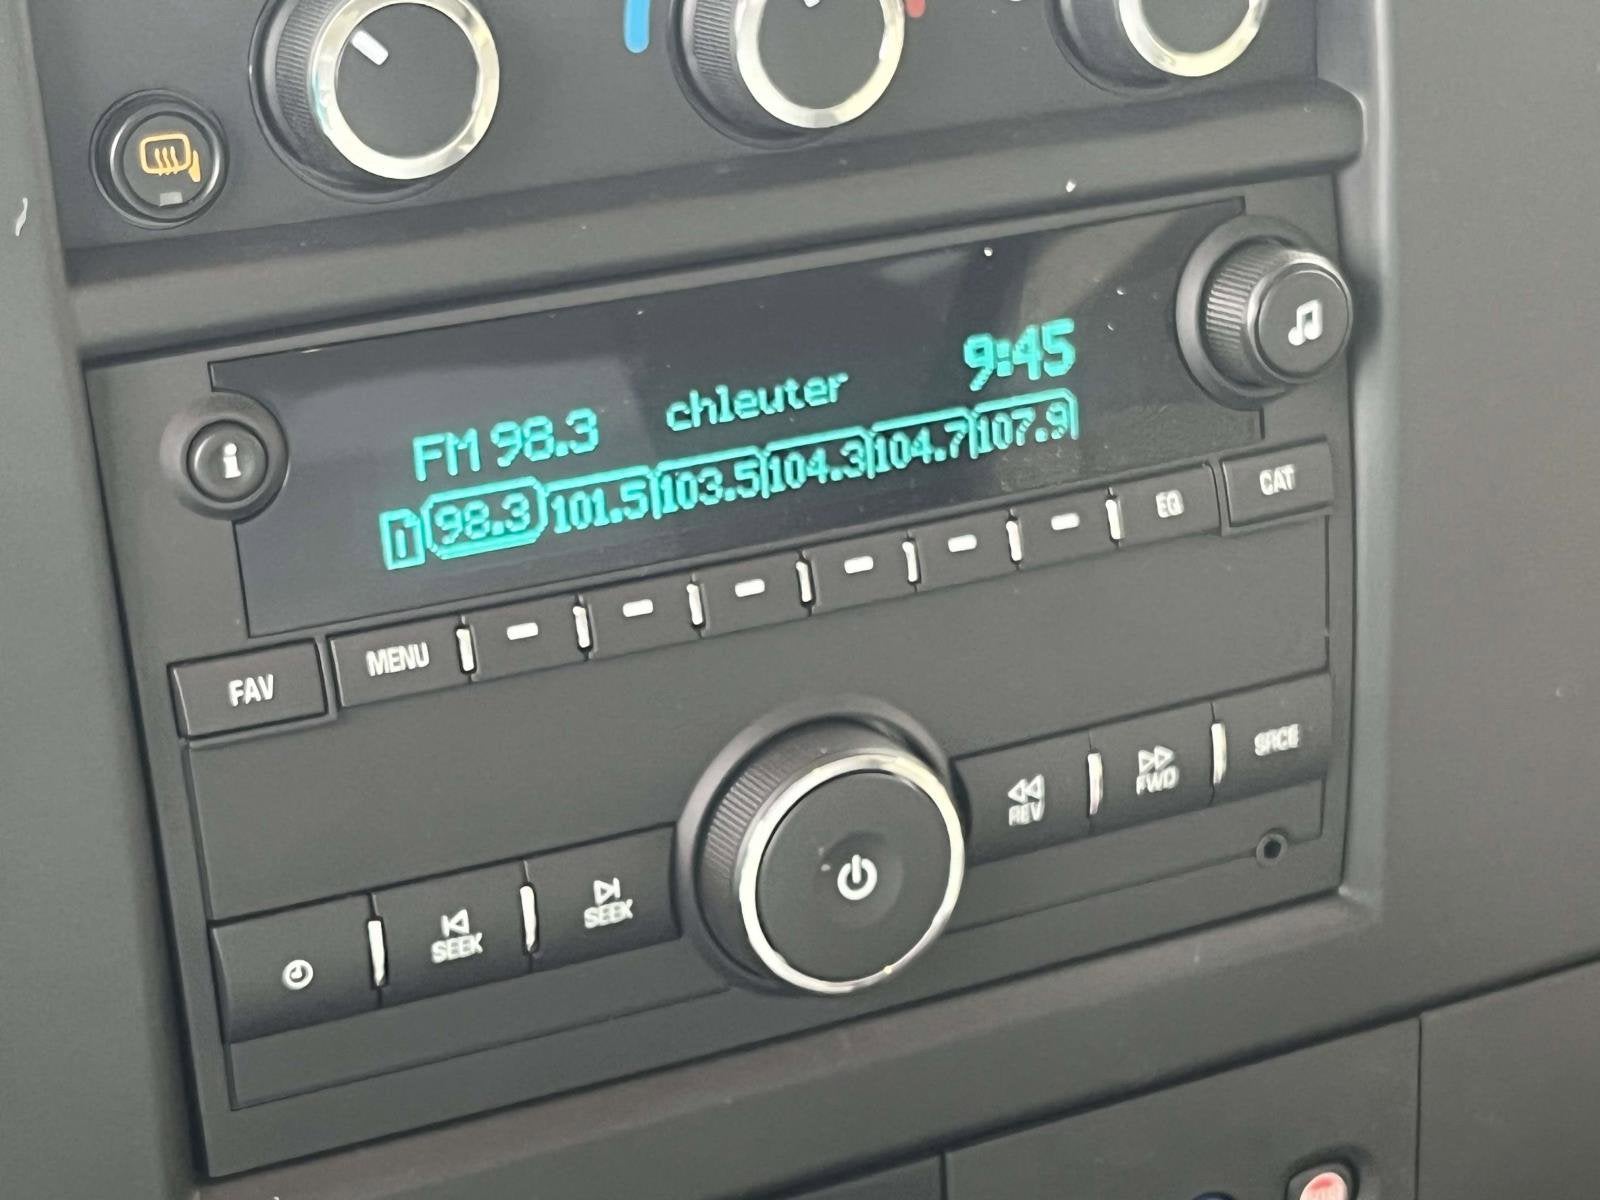 FM 98.3 chleuter 9:45
98.3 101.5 103.5 104.3 104.7 107.9
i
FAV MENU EQ CAT
SEEK SEEK REV FWD SRCE